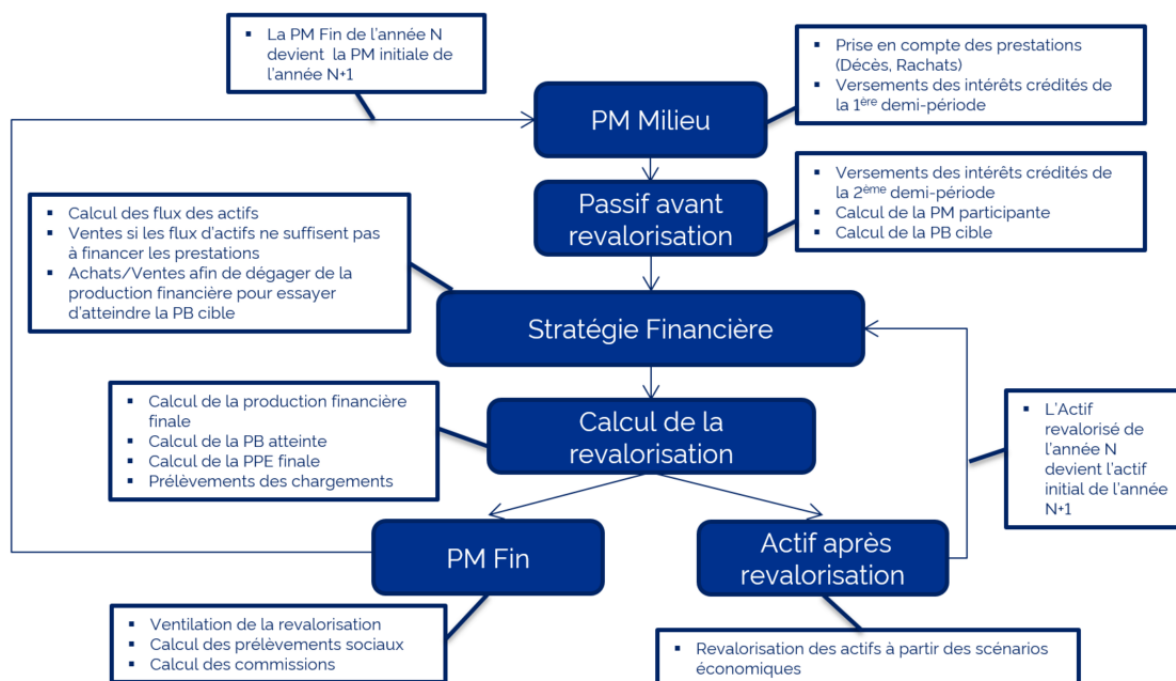 ▪ La PM Fin de l'année N
devient la PM initiale de
l'année N+1
▪ Prise en compte des prestations
(Décès, Rachats)
▪ Versements des intérêts crédités de
la 1ère demi-période
PM Milieu
▪ Versements des intérêts crédités de
la 2ème demi-période
▪ Calcul de la PM participante
▪ Calcul de la PB cible
Passif avant
revalorisation
▪ Calcul des flux des actifs
▪ Ventes si les flux d'actifs ne suffisent pas
à financer les prestations
▪ Achats/Ventes afin de dégager de la
production financière pour essayer
d'atteindre la PB cible
Stratégie Financière
▪ Calcul de la production financière
finale
▪ Calcul de la PB atteinte
▪ Calcul de la PPE finale
▪ Prélèvements des chargements
Calcul de la
revalorisation
▪ L'Actif
revalorisé de
l'année N
devient l'actif
initial de l'année
N+1
PM Fin
Actif après
revalorisation
▪ Ventilation de la revalorisation
▪ Calcul des prélèvements sociaux
▪ Calcul des commissions
▪ Revalorisation des actifs à partir des scénarios
économiques